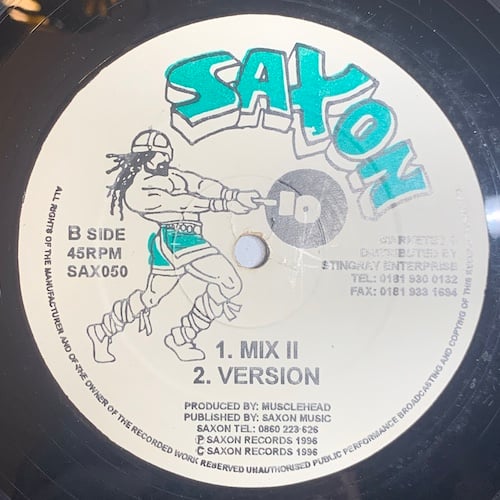 SAXON
B SIDE
45RPM
SAX050
MARKETED &
DISTRIBUTED BY
STINGRAY ENTERPRISE
TEL: 0181 930 0132
FAX: 0181 933 1694
1. MIX II
2. VERSION
PRODUCED BY: MUSCLEHEAD
PUBLISHED BY: SAXON MUSIC
SAXON TEL: 0860 223 626
Ⓟ SAXON RECORDS 1996
© SAXON RECORDS 1996
ALL RIGHTS OF THE MANUFACTURER AND OF THE OWNER OF THE RECORDED WORK RESERVED UNAUTHORISED PUBLIC PERFORMANCE BROADCASTING AND COPYING OF THIS